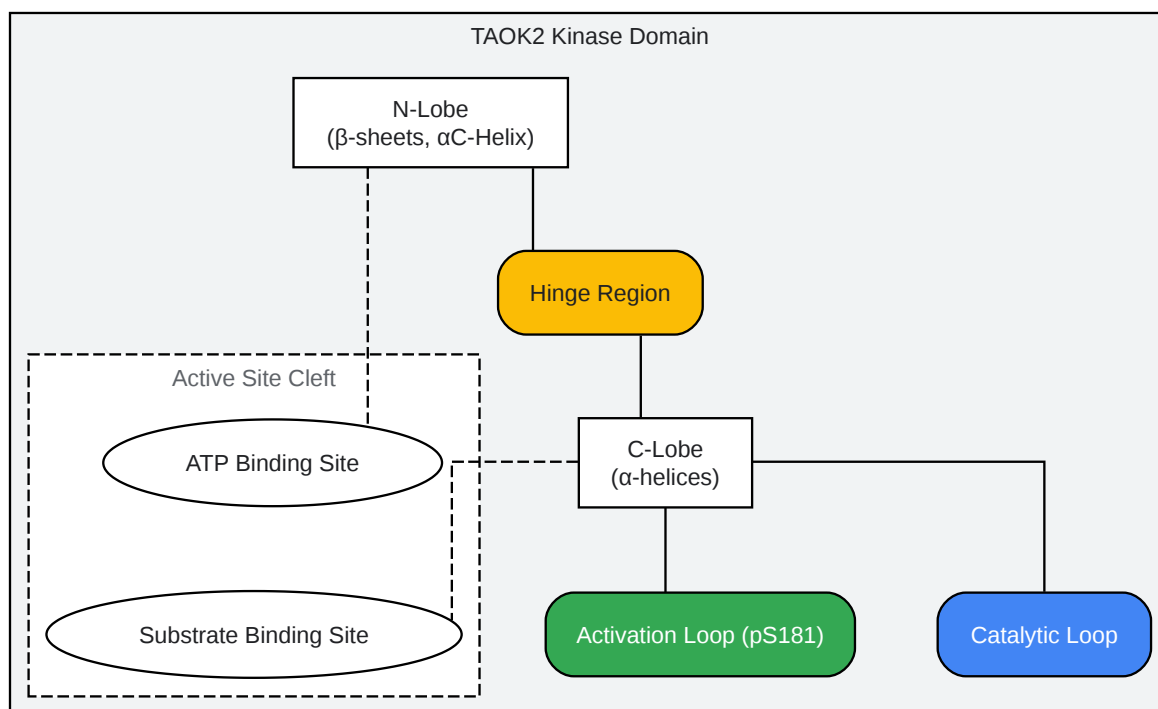 TAOK2 Kinase Domain
N-Lobe
(β-sheets, αC-Helix)
Hinge Region
Active Site Cleft
ATP Binding Site
C-Lobe
(α-helices)
Substrate Binding Site
Activation Loop (pS181)
Catalytic Loop